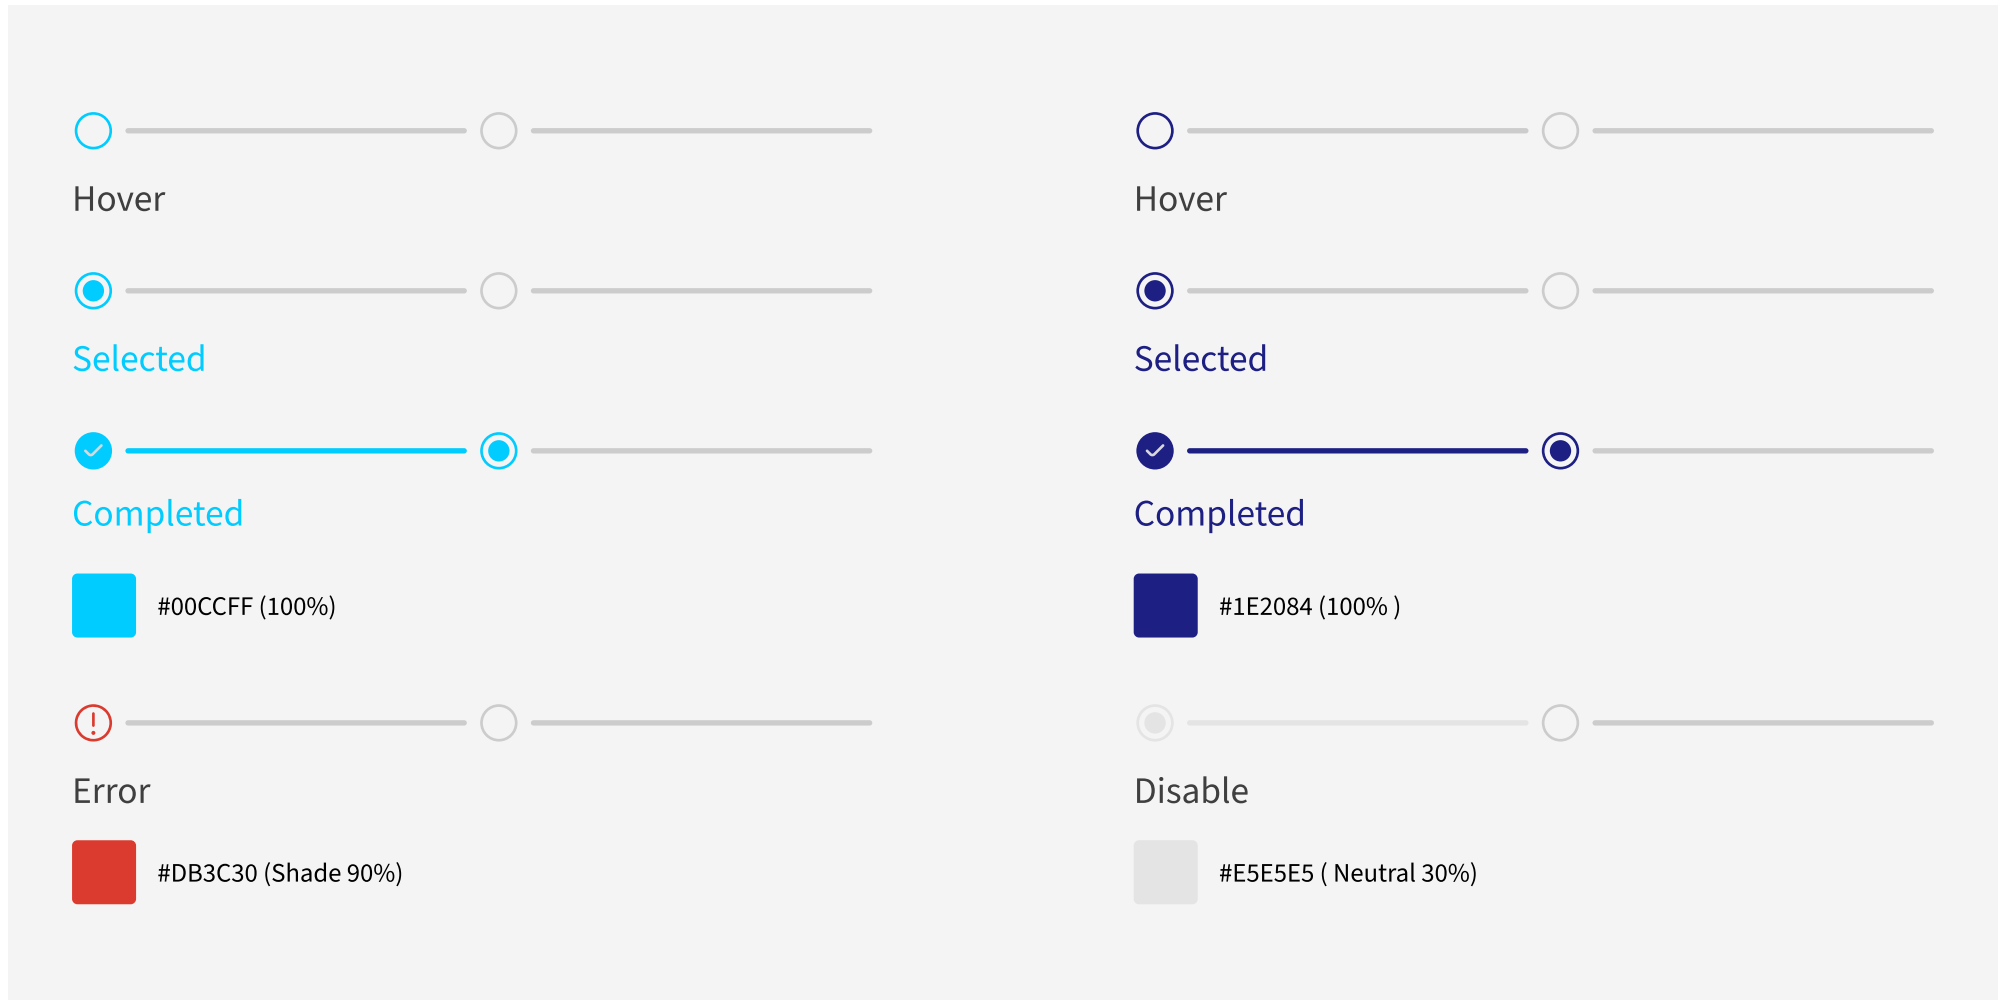 Hover
Selected
Completed
#00CCFF (100%)
Error
#DB3C30 (Shade 90%)
Hover
Selected
Completed
#1E2084 (100% )
Disable
#E5E5E5 ( Neutral 30%)